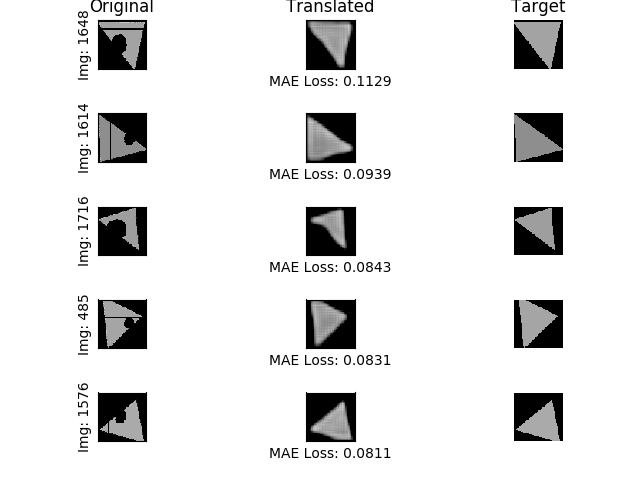 Original Translated Target
Img: 1648
MAE Loss: 0.1129
Img: 1614
MAE Loss: 0.0939
Img: 1716
MAE Loss: 0.0843
Img: 485
MAE Loss: 0.0831
Img: 1576
MAE Loss: 0.0811